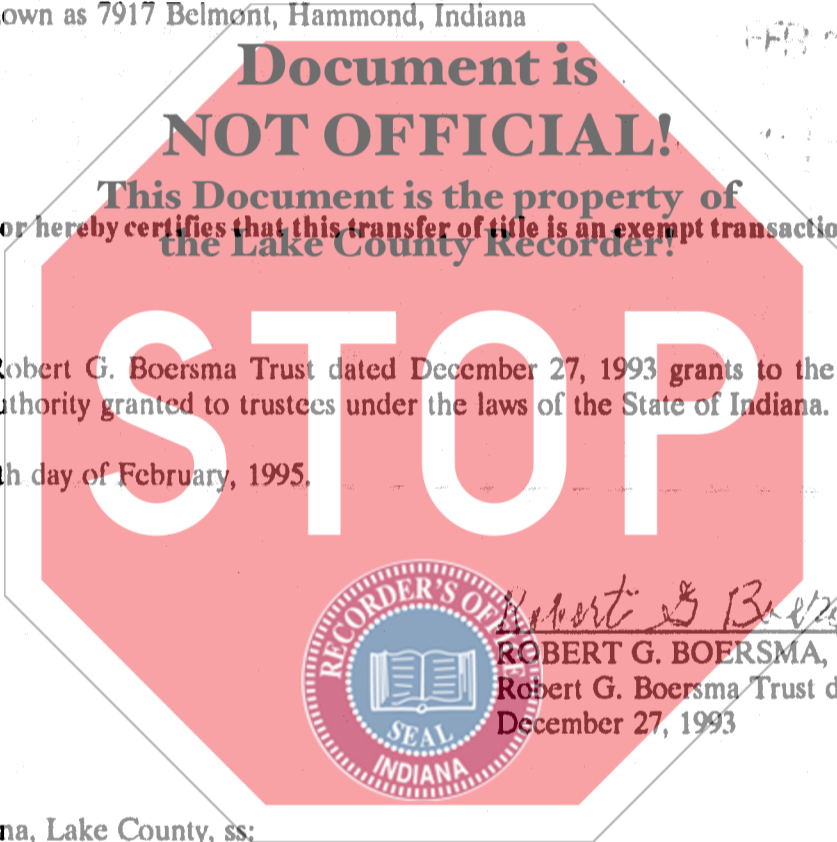 own as 7917 Belmont, Hammond, Indiana
Document is
NOT OFFICIAL!
This Document is the property of
or hereby certifies that this transfer of title is an exempt transactio
the Lake County Recorder!
STOP
Robert G. Boersma Trust dated December 27, 1993 grants to the
uthority granted to trustees under the laws of the State of Indiana.
th day of February, 1995.
Robert G Boers
ROBERT G. BOERSMA,
Robert G. Boersma Trust d
December 27, 1993
RECORDER'S OFFICE
SEAL
INDIANA
na, Lake County, ss: